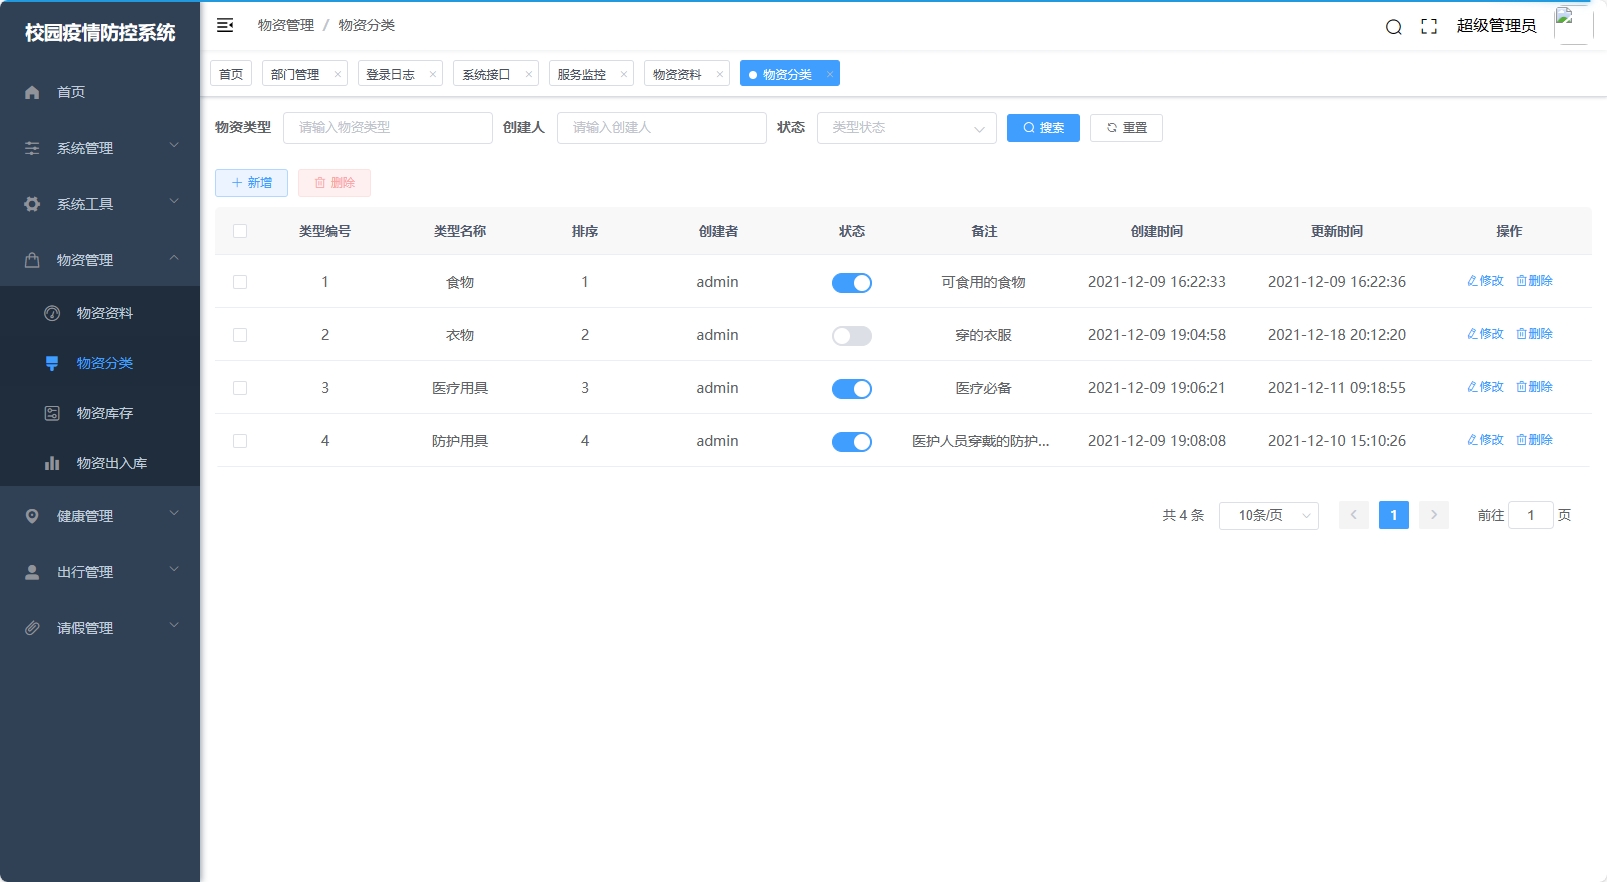 校园疫情防控系统
物资管理 / 物资分类
超级管理员
首页 部门管理 × 登录日志 × 系统接口 × 服务监控 × 物资资料 × 物资分类 ×
首页
系统管理
系统工具
物资管理
物资资料
物资分类
物资库存
物资出入库
健康管理
出行管理
请假管理
物资类型 请输入物资类型 创建人 请输入创建人 状态 类型状态 搜索 重置
+ 新增 删除
类型编号 类型名称 排序 创建者 状态 备注 创建时间 更新时间 操作
1 食物 1 admin 可食用的食物 2021-12-09 16:22:33 2021-12-09 16:22:36 修改 删除
2 衣物 2 admin 穿的衣服 2021-12-09 19:04:58 2021-12-18 20:12:20 修改 删除
3 医疗用具 3 admin 医疗必备 2021-12-09 19:06:21 2021-12-11 09:18:55 修改 删除
4 防护用具 4 admin 医护人员穿戴的防护... 2021-12-09 19:08:08 2021-12-10 15:10:26 修改 删除
共 4 条 10条/页 < 1 > 前往 1 页